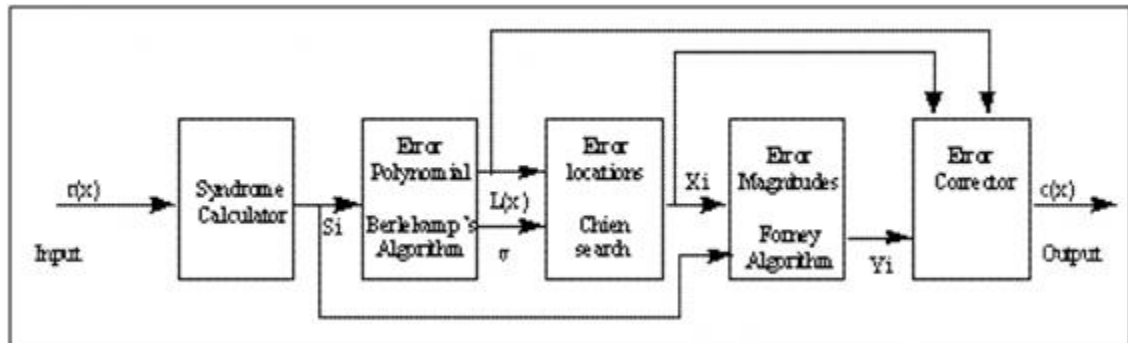 r(x)
Input
Syndrome
Calculator
Si
Error
Polynomial
Berlekamp's
Algorithm
L(x)
σ
Error
locations
Chien
search
Xi
Error
Magnitudes
Forney
Algorithm
Yi
Error
Corrector
c(x)
Output